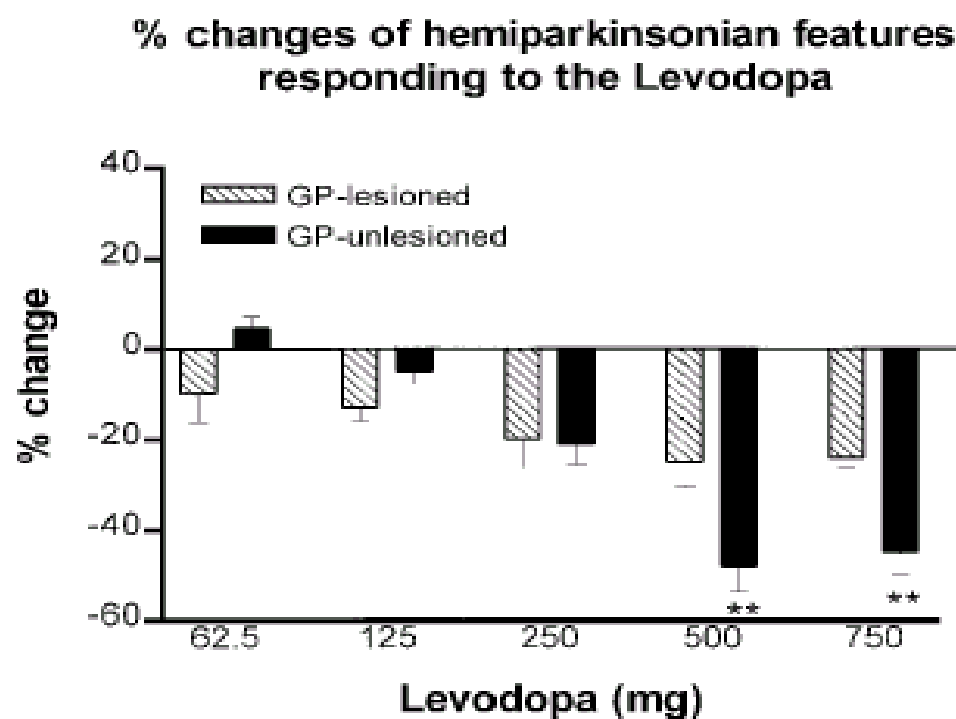 % changes of hemiparkinsonian features
responding to the Levodopa
40
GP-lesioned
GP-unlesioned
20
0
% change
-20
-40
**
**
-60
62.5 125 250 500 750
Levodopa (mg)